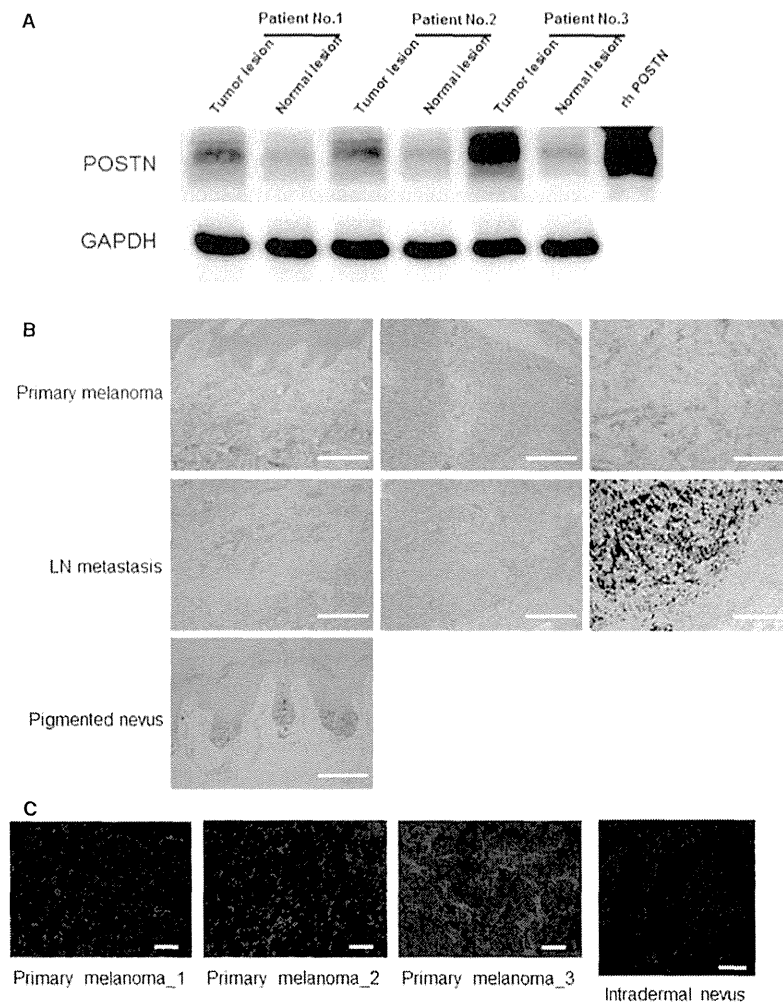 A
Patient No.1 Patient No.2 Patient No.3
Tumor lesion Normal lesion Tumor lesion Normal lesion Tumor lesion Normal lesion rh POSTN
POSTN
GAPDH
B
Primary melanoma
LN metastasis
Pigmented nevus
C
Primary melanoma_1 Primary melanoma_2 Primary melanoma_3 Intradermal nevus